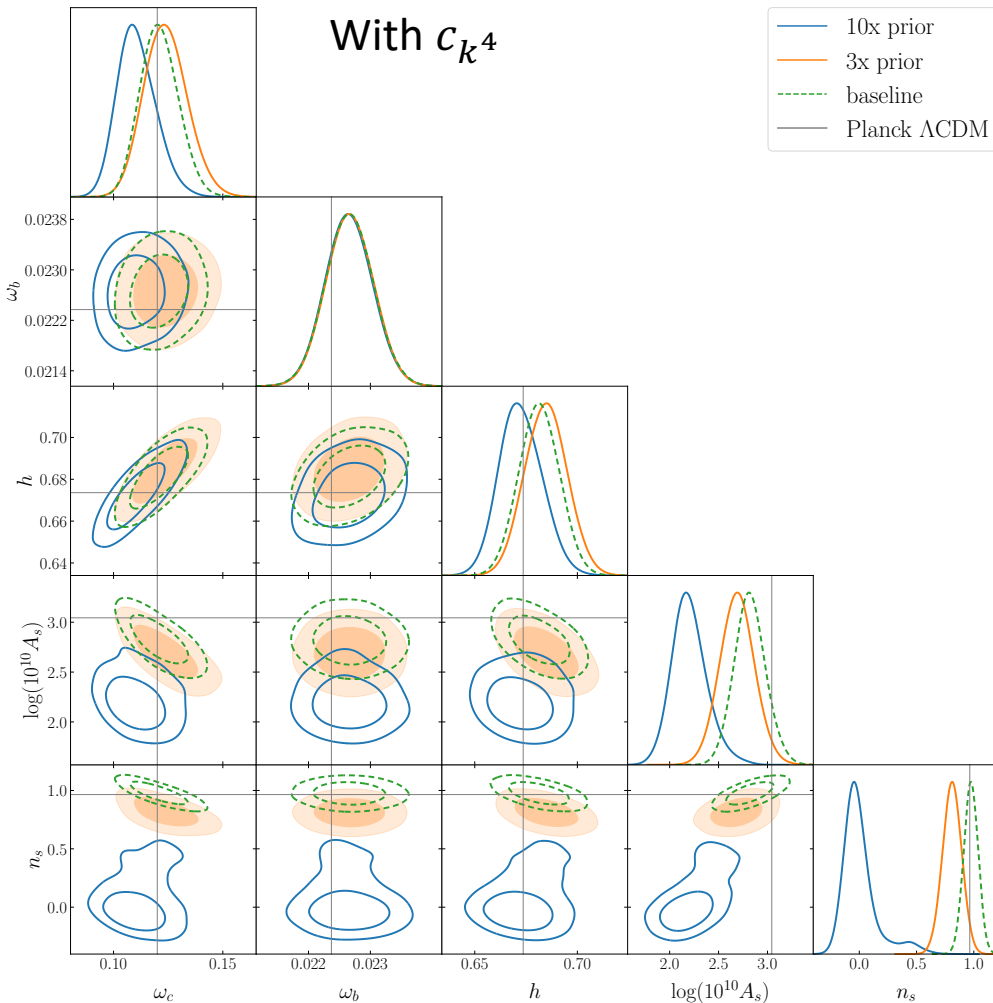 With $c_{k^4}$
10x prior
3x prior
baseline
Planck ΛCDM
0.0238
0.0230
0.0222
0.0214
$\omega_b$
0.70
0.68
0.66
0.64
$h$
3.0
2.5
2.0
$\log(10^{10}A_s)$
1.0
0.5
0.0
$n_s$
0.10 0.15
0.022 0.023
0.65 0.70
2.0 2.5 3.0
0.0 0.5 1.0
$\omega_c$
$\omega_b$
$h$
$\log(10^{10}A_s)$
$n_s$